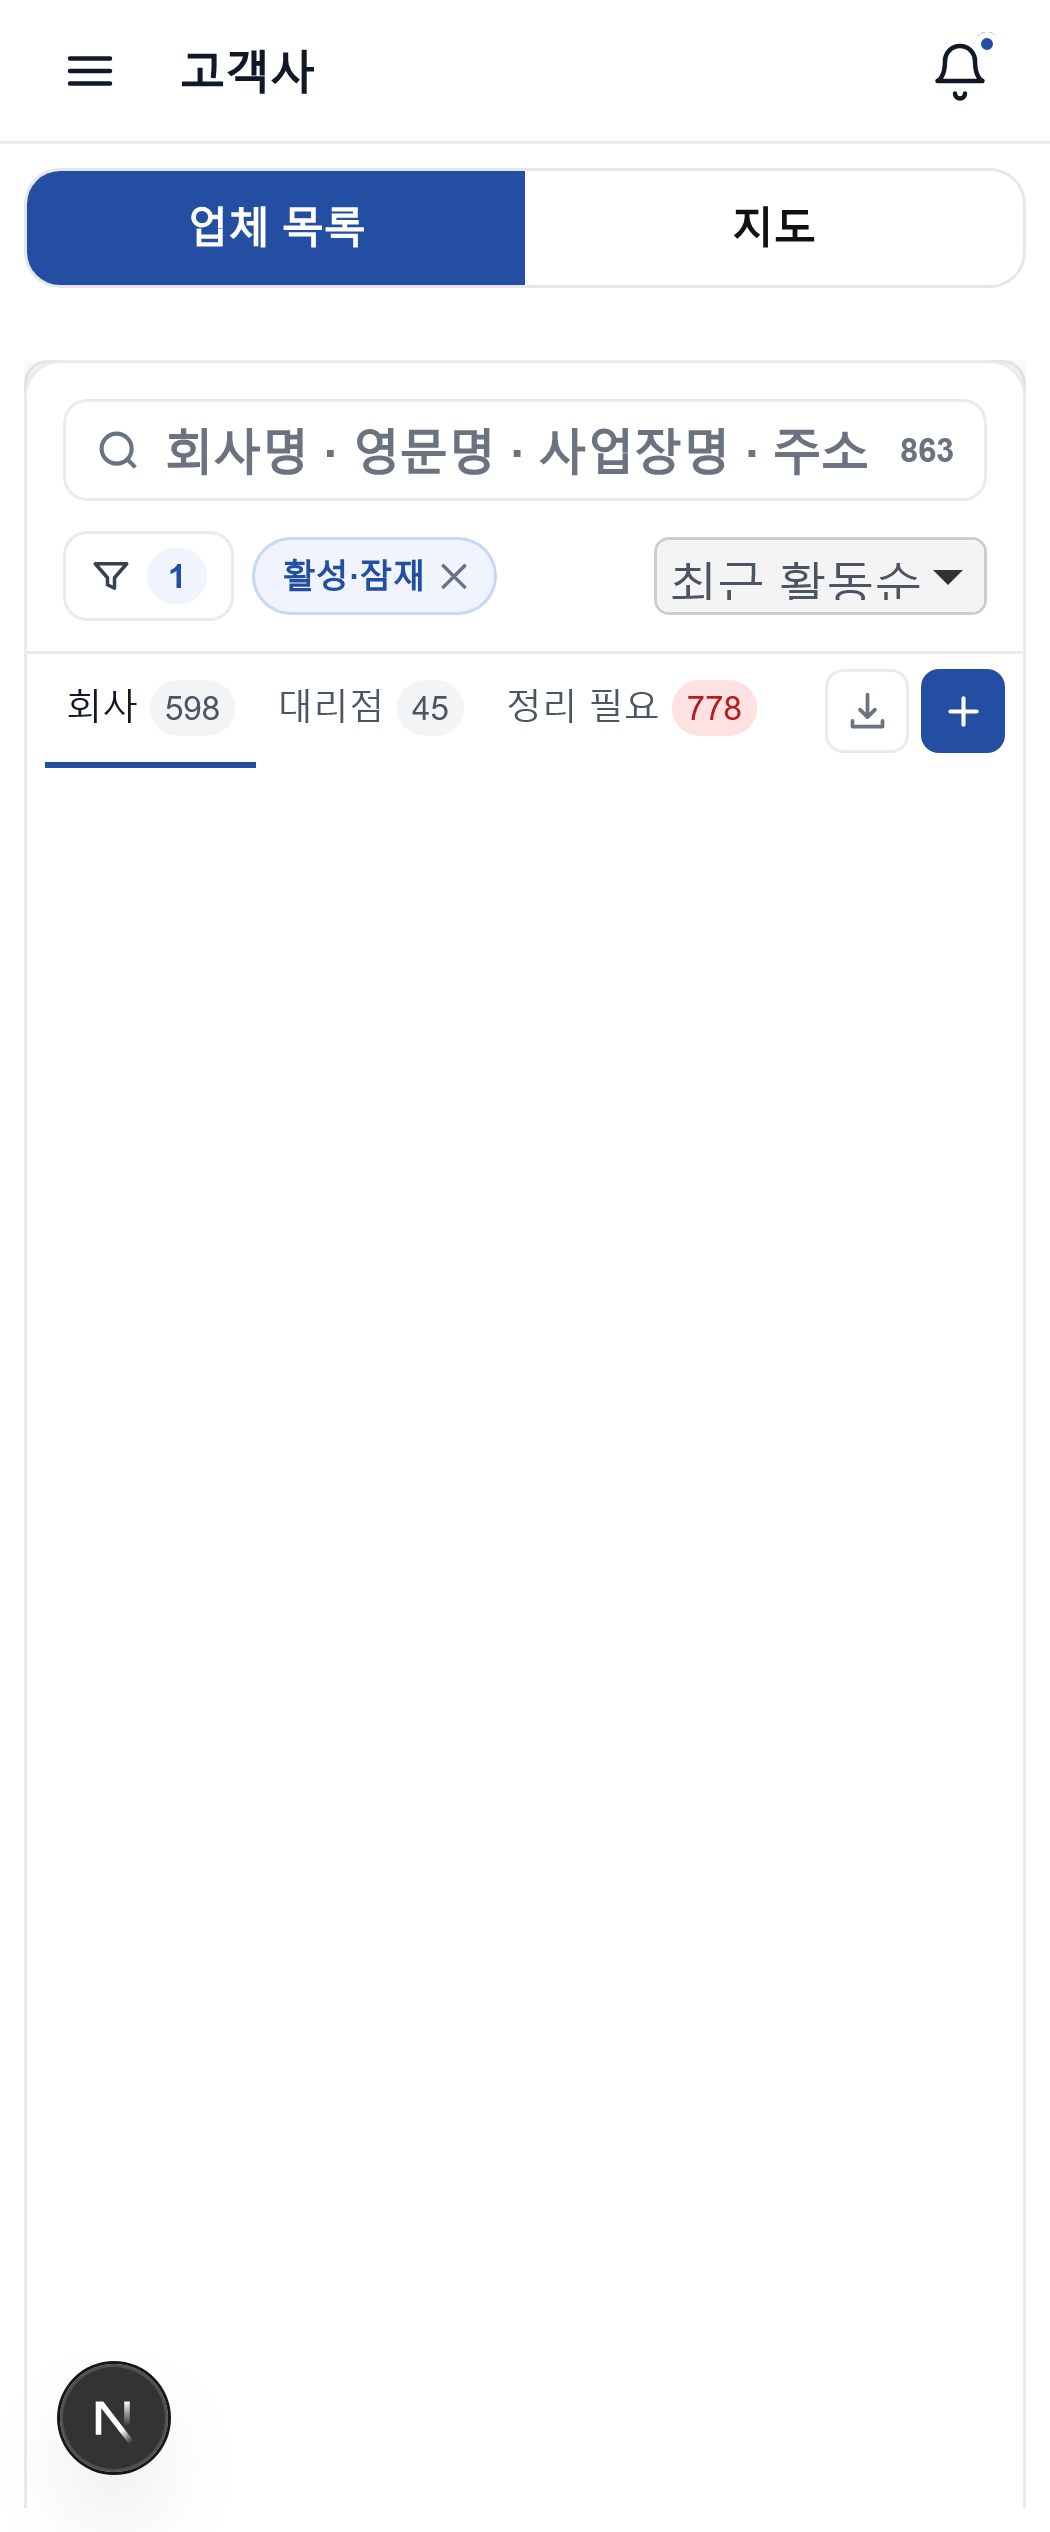 고객사
업체 목록 지도
회사명 · 영문명 · 사업장명 · 주소 863
1 활성·잠재 최근 활동순
회사 598 대리점 45 정리 필요 778
N